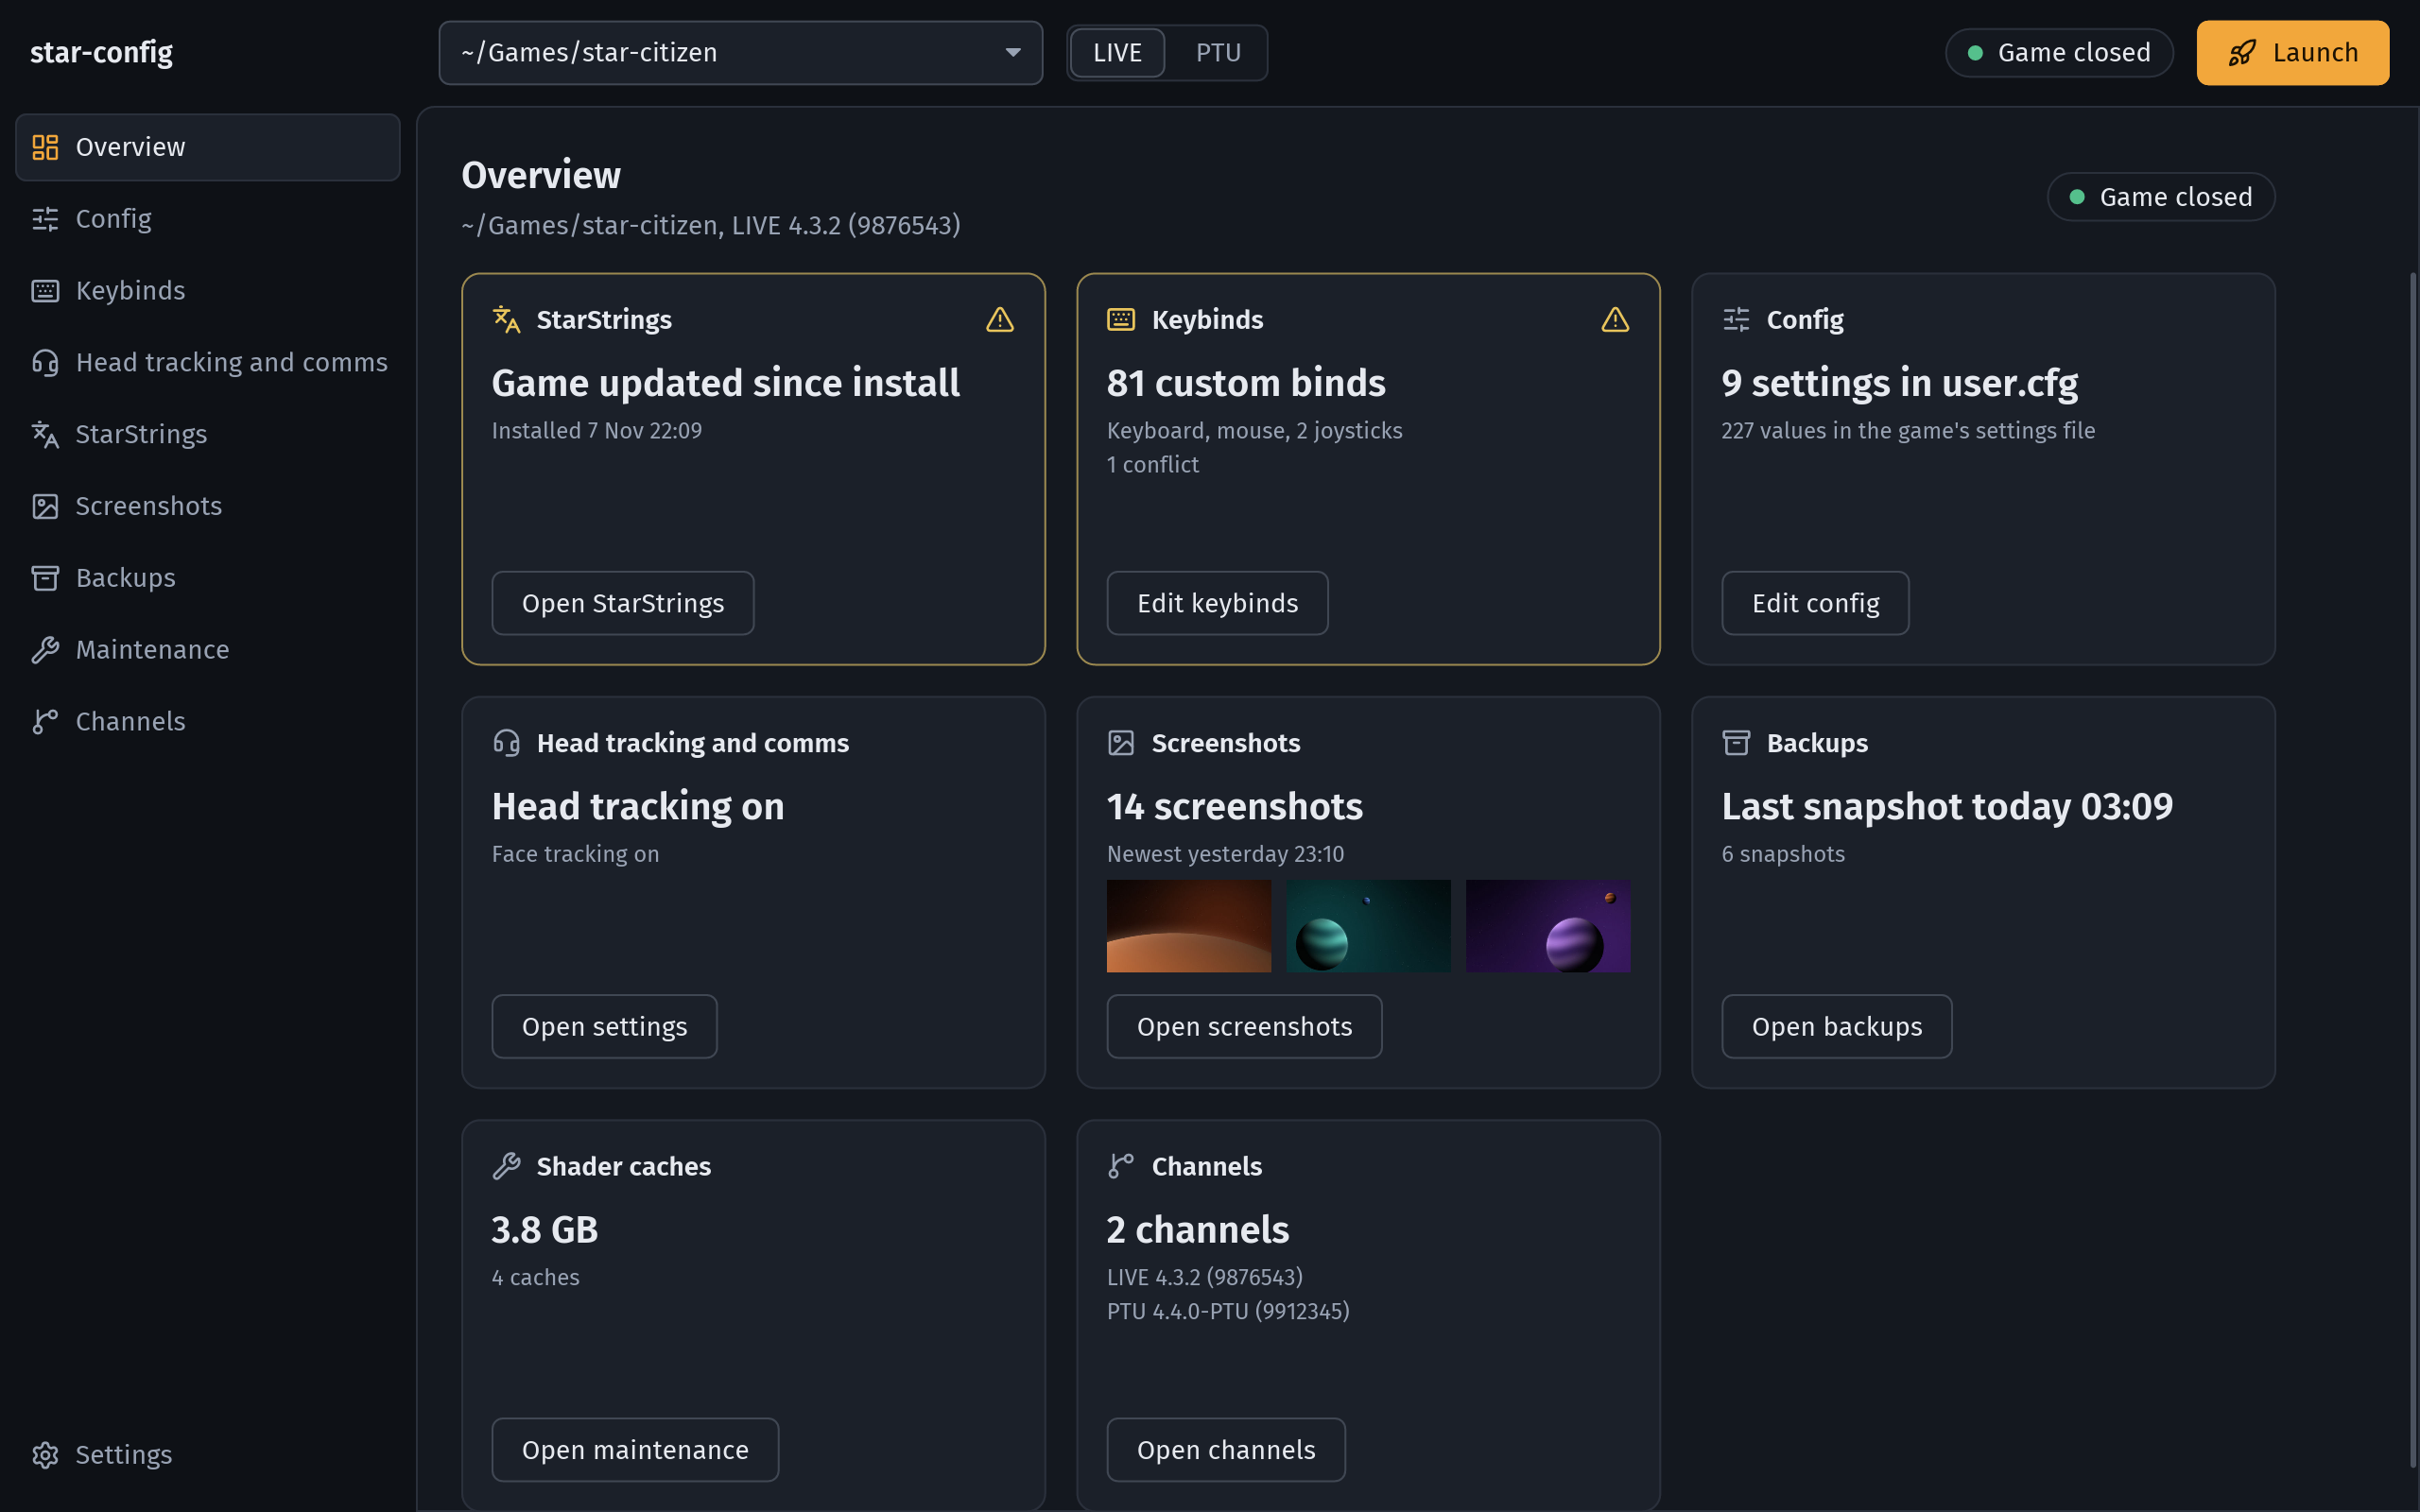 star-config
~/Games/star-citizen
LIVE
PTU
Game closed
Launch
Overview
Config
Keybinds
Head tracking and comms
StarStrings
Screenshots
Backups
Maintenance
Channels
Settings
Overview
~/Games/star-citizen, LIVE 4.3.2 (9876543)
Game closed
StarStrings
Game updated since install
Installed 7 Nov 22:09
Open StarStrings
Keybinds
81 custom binds
Keyboard, mouse, 2 joysticks
1 conflict
Edit keybinds
Config
9 settings in user.cfg
227 values in the game's settings file
Edit config
Head tracking and comms
Head tracking on
Face tracking on
Open settings
Screenshots
14 screenshots
Newest yesterday 23:10
Open screenshots
Backups
Last snapshot today 03:09
6 snapshots
Open backups
Shader caches
3.8 GB
4 caches
Open maintenance
Channels
2 channels
LIVE 4.3.2 (9876543)
PTU 4.4.0-PTU (9912345)
Open channels